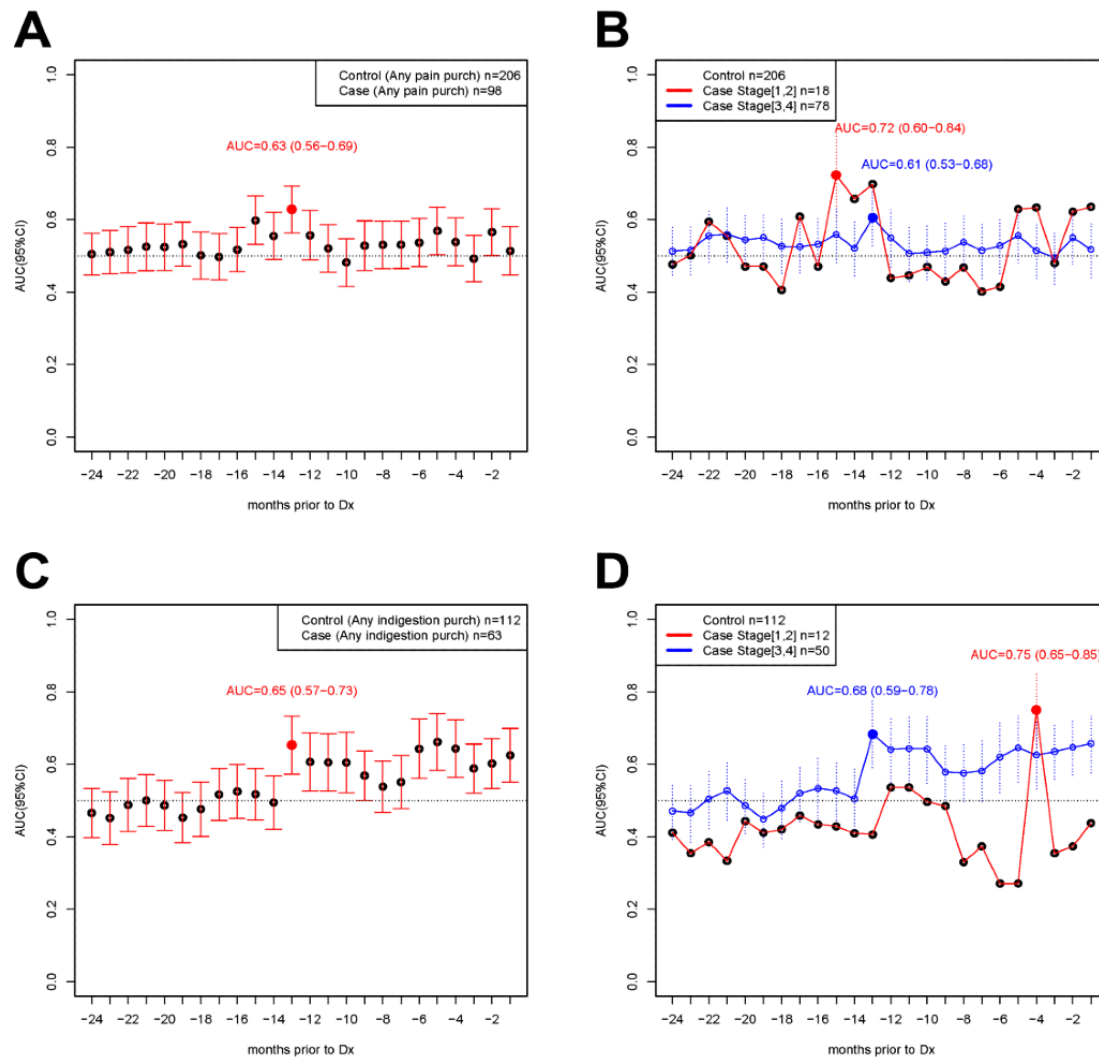 A
Control (Any pain purch) n=206
Case (Any pain purch) n=98
AUC=0.63 (0.56−0.69)
AUC(95%CI)
1.0
0.8
0.6
0.4
0.2
0.0
−24 −22 −20 −18 −16 −14 −12 −10 −8 −6 −4 −2
months prior to Dx
B
Control n=206
Case Stage[1,2] n=18
Case Stage[3,4] n=78
AUC=0.72 (0.60−0.84)
AUC=0.61 (0.53−0.68)
AUC(95%CI)
1.0
0.8
0.6
0.4
0.2
0.0
−24 −22 −20 −18 −16 −14 −12 −10 −8 −6 −4 −2
months prior to Dx
C
Control (Any indigestion purch) n=112
Case (Any indigestion purch) n=63
AUC=0.65 (0.57−0.73)
AUC(95%CI)
1.0
0.8
0.6
0.4
0.2
0.0
−24 −22 −20 −18 −16 −14 −12 −10 −8 −6 −4 −2
months prior to Dx
D
Control n=112
Case Stage[1,2] n=12
Case Stage[3,4] n=50
AUC=0.75 (0.65−0.85)
AUC=0.68 (0.59−0.78)
AUC(95%CI)
1.0
0.8
0.6
0.4
0.2
0.0
−24 −22 −20 −18 −16 −14 −12 −10 −8 −6 −4 −2
months prior to Dx